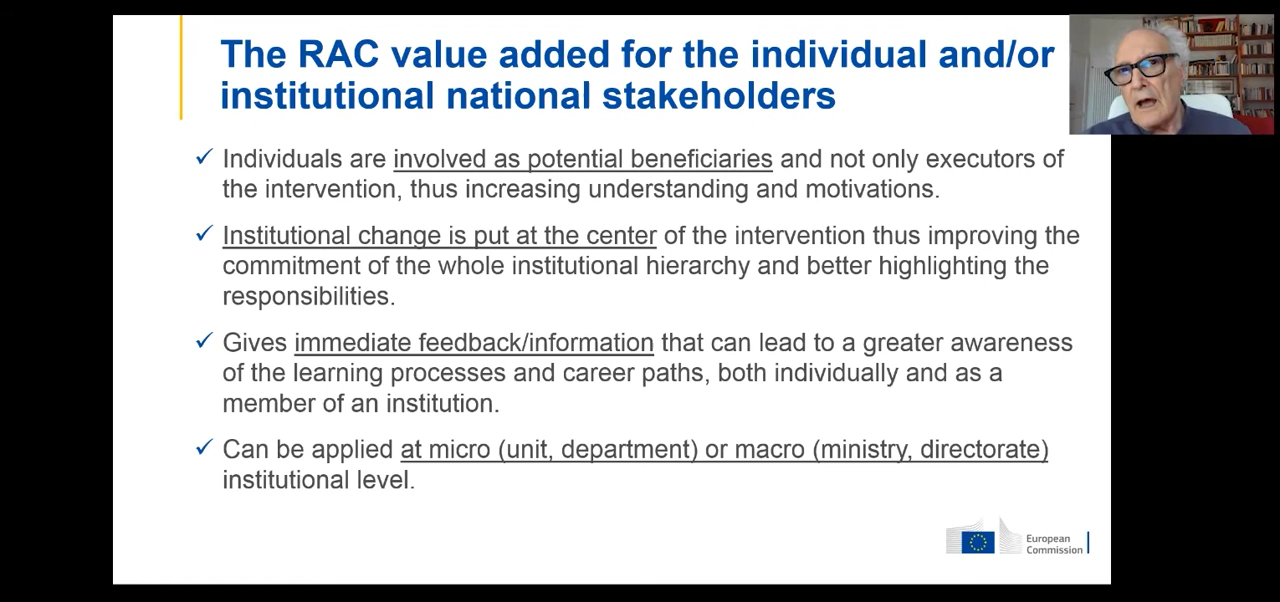 The RAC value added for the individual and/or
institutional national stakeholders
✓ Individuals are involved as potential beneficiaries and not only executors of
the intervention, thus increasing understanding and motivations.
✓ Institutional change is put at the center of the intervention thus improving the
commitment of the whole institutional hierarchy and better highlighting the
responsibilities.
✓ Gives immediate feedback/information that can lead to a greater awareness
of the learning processes and career paths, both individually and as a
member of an institution.
✓ Can be applied at micro (unit, department) or macro (ministry, directorate)
institutional level.
European
Commission